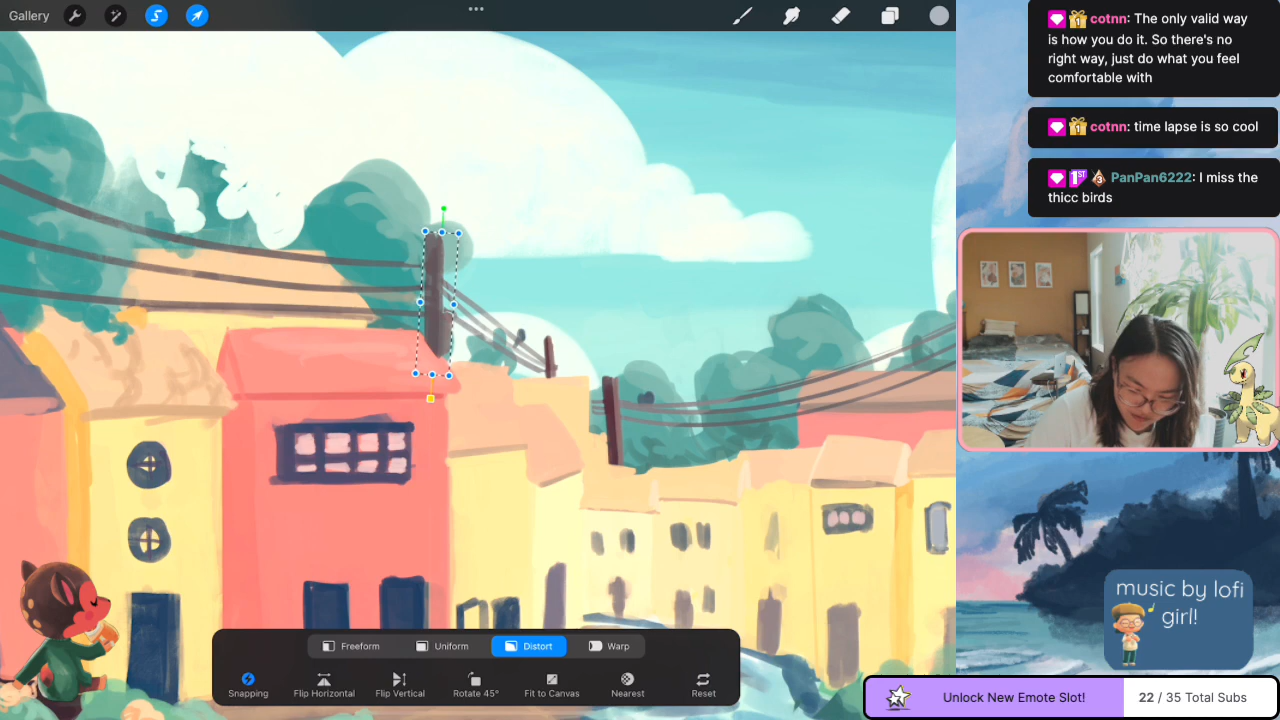 Gallery
cotnn: The only valid way
is how you do it. So there's no
right way, just do what you feel
comfortable with
1 cotnn: time lapse is so cool
1ST 3 PanPan6222: I miss the
thicc birds
music by lofi
girl!
Freeform Uniform Distort Warp
Snapping Flip Horizontal Flip Vertical Rotate 45° Fit to Canvas Nearest Reset
Unlock New Emote Slot! 22 / 35 Total Subs